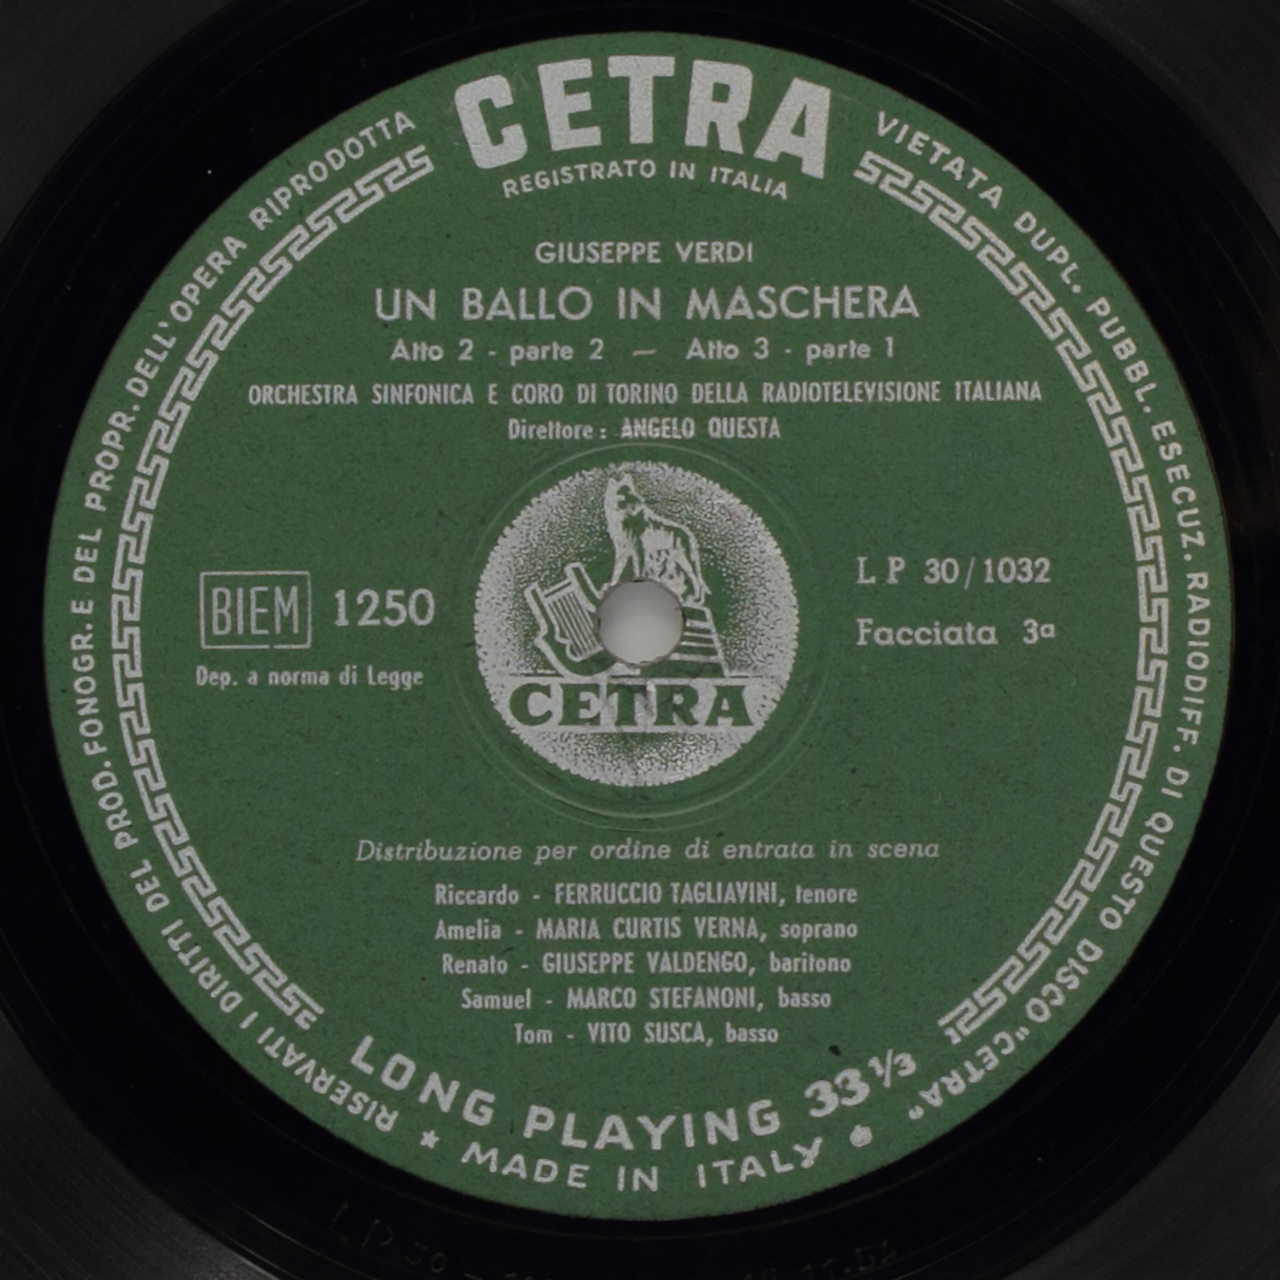 CETRA
REGISTRATO IN ITALIA
GIUSEPPE VERDI
UN BALLO IN MASCHERA
Atto 2 - parte 2 — Atto 3 - parte 1
ORCHESTRA SINFONICA E CORO DI TORINO DELLA RADIOTELEVISIONE ITALIANA
Direttore : ANGELO QUESTA
BIEM 1250
Dep. a norma di Legge
LP 30/1032
Facciata 3ª
CETRA
Distribuzione per ordine di entrata in scena
Riccardo - FERRUCCIO TAGLIAVINI, tenore
Amelia - MARIA CURTIS VERNA, soprano
Renato - GIUSEPPE VALDENGO, baritono
Samuel - MARCO STEFANONI, basso
Tom - VITO SUSCA, basso
LONG PLAYING 33 1/3
★ MADE IN ITALY ★
RISERVATI I DIRITTI DEL PROD. FONOGR. E DEL PROPR. DELL'OPERA RIPRODOTTA
VIETATA DUPL. PUBBL. ESECUZ. RADIODIFF. DI QUESTO DISCO "CETRA"
LP 30